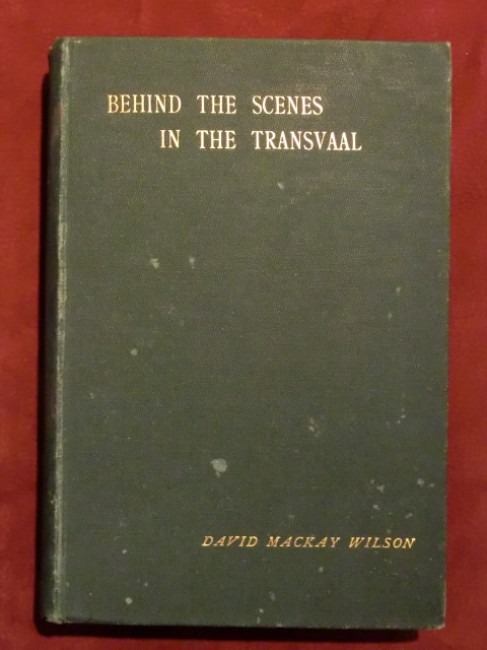 BEHIND THE SCENES
IN THE TRANSVAAL
DAVID MACKAY WILSON